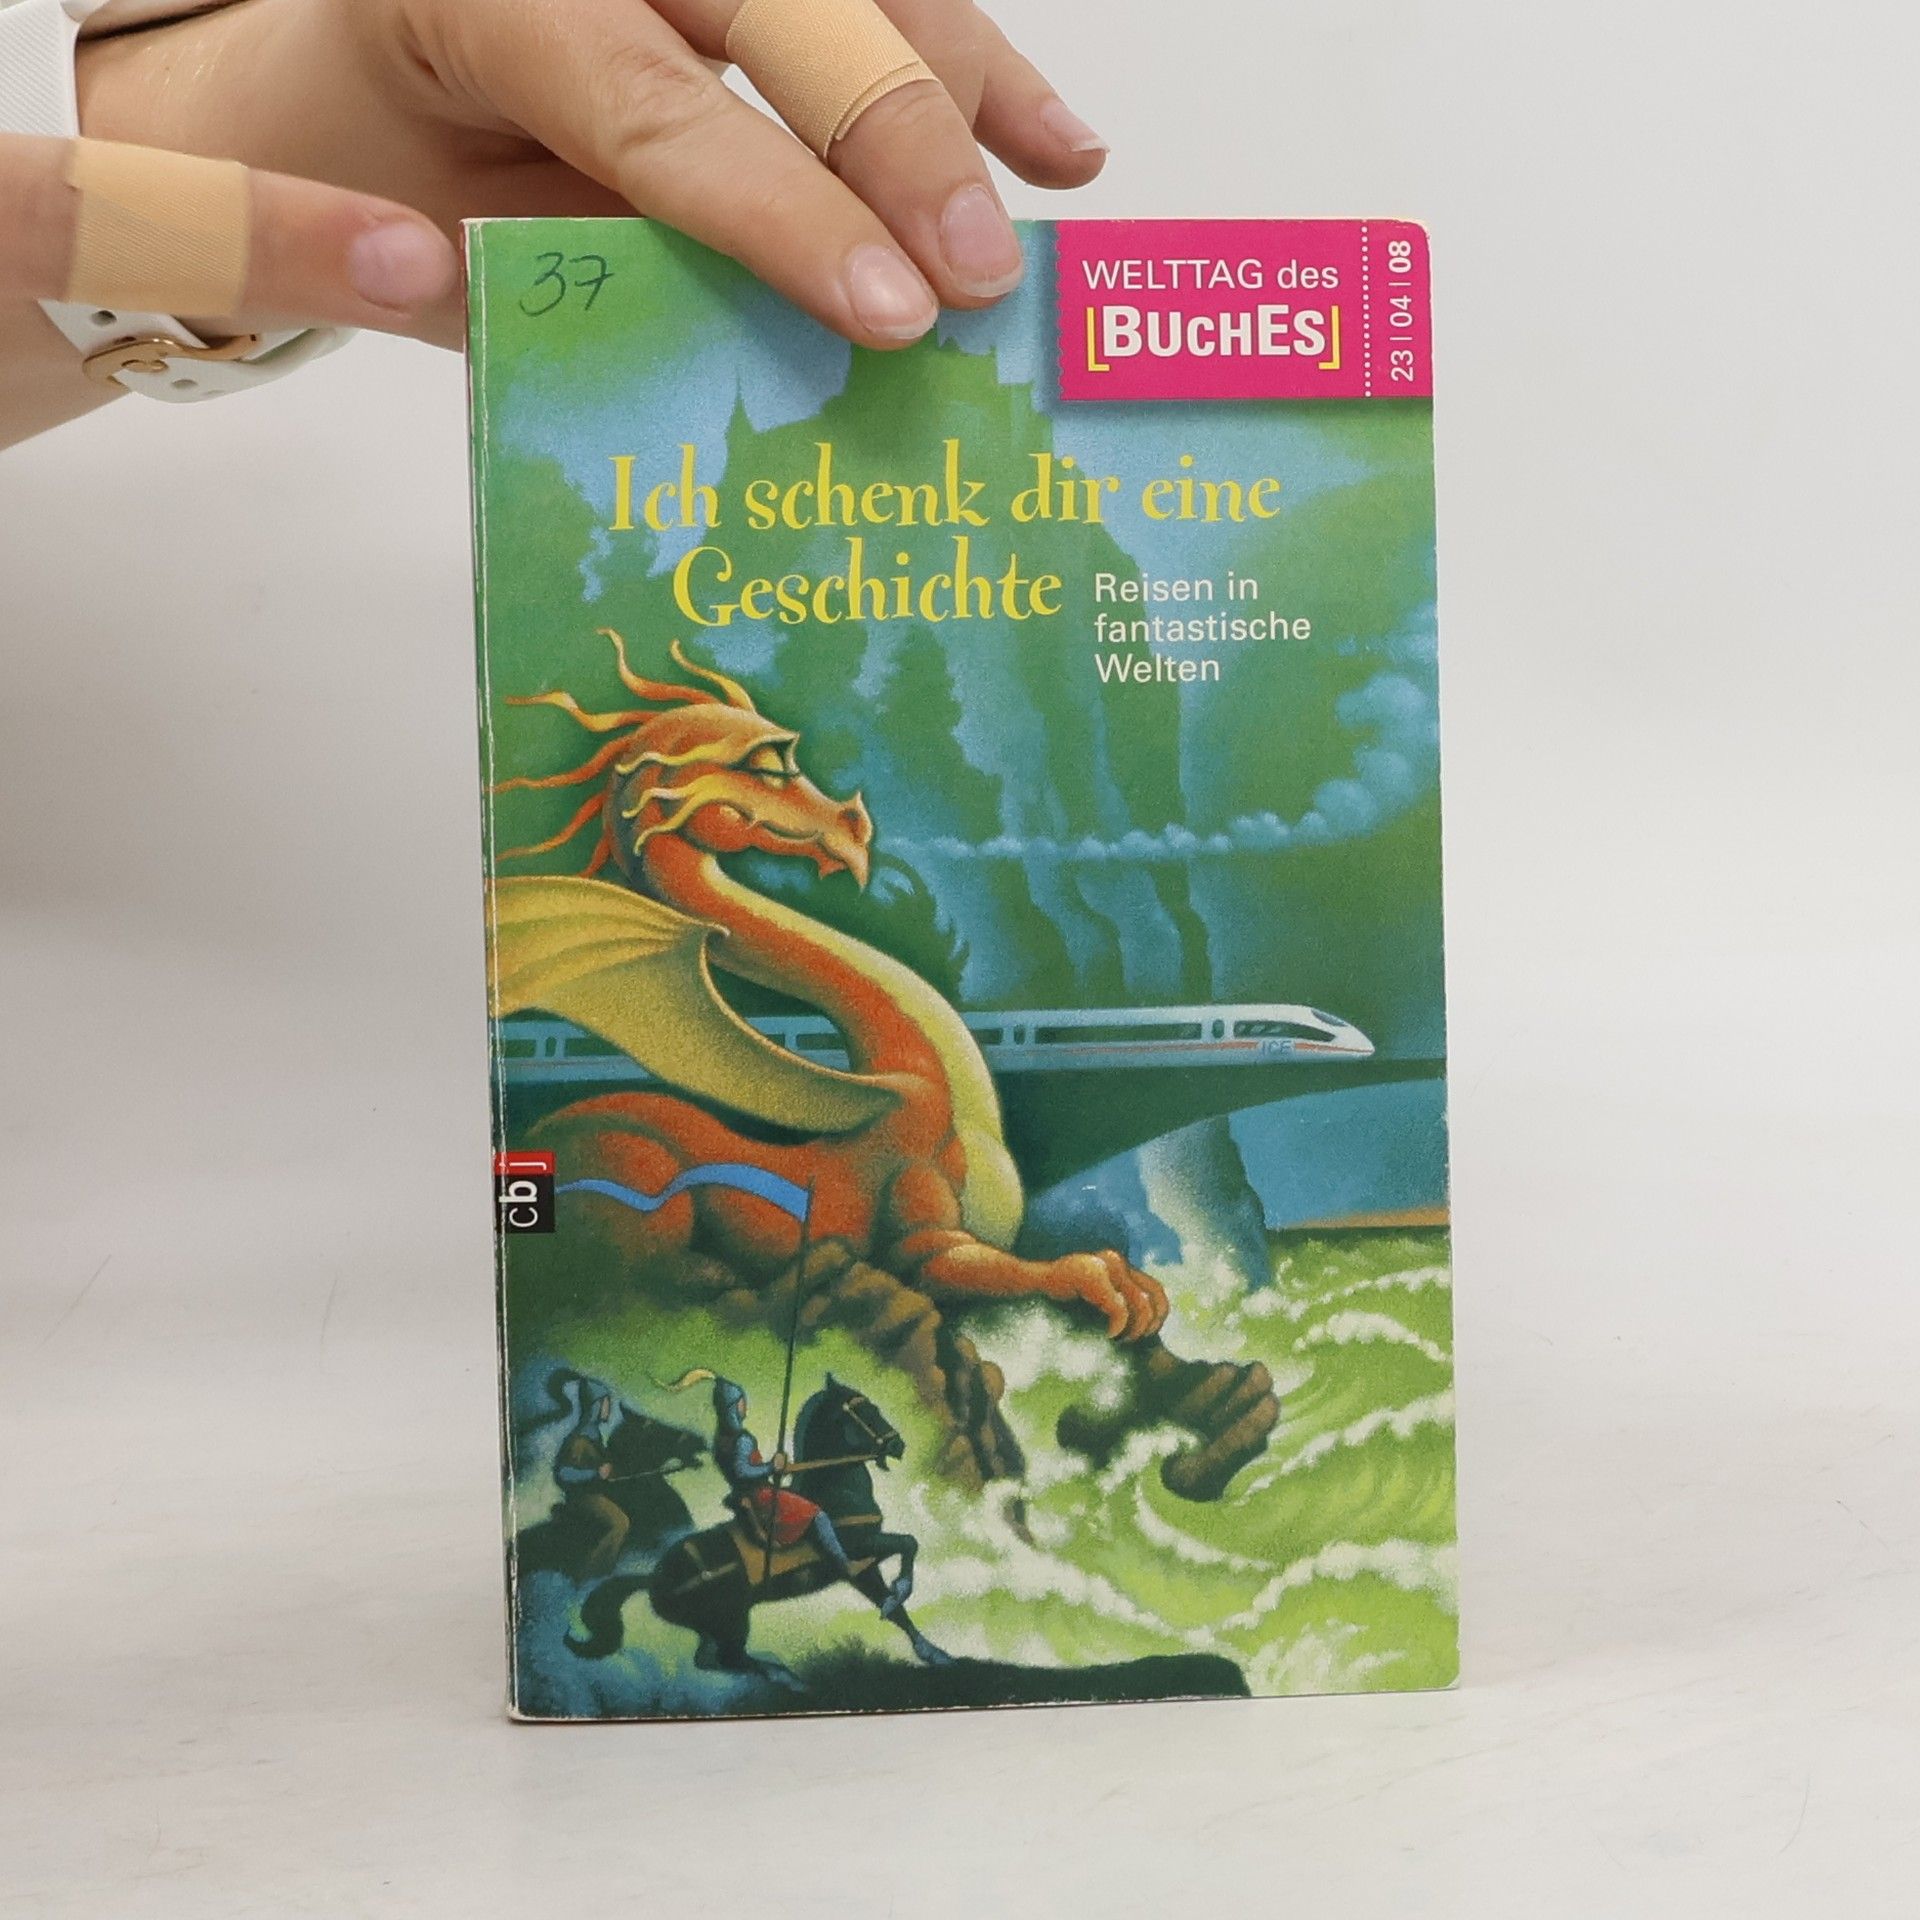 37
WELTTAG des
[BUCHES]
23 | 04 | 08
Ich schenk dir eine
Geschichte
Reisen in
fantastische
Welten
ICE
cbj